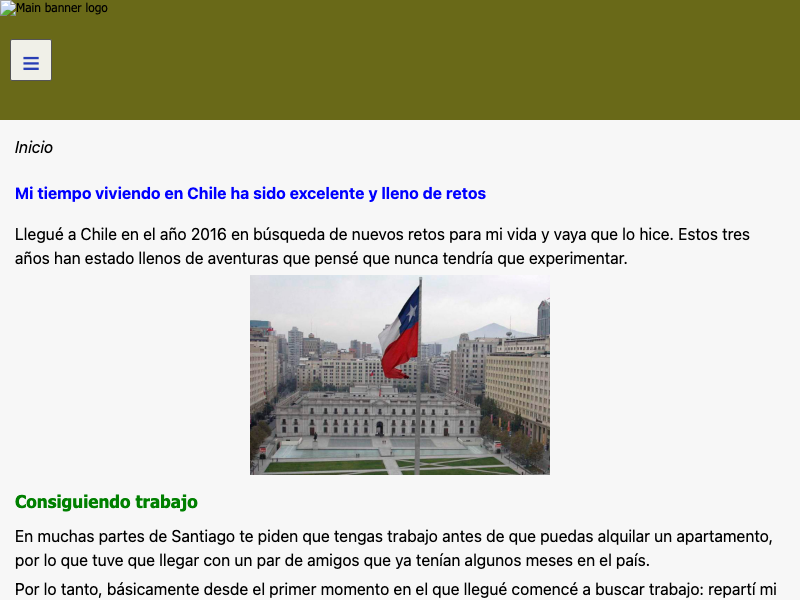 Main banner logo
Inicio
Mi tiempo viviendo en Chile ha sido excelente y lleno de retos
Llegué a Chile en el año 2016 en búsqueda de nuevos retos para mi vida y vaya que lo hice. Estos tres
años han estado llenos de aventuras que pensé que nunca tendría que experimentar.
Consiguiendo trabajo
En muchas partes de Santiago te piden que tengas trabajo antes de que puedas alquilar un apartamento,
por lo que tuve que llegar con un par de amigos que ya tenían algunos meses en el país.
Por lo tanto, básicamente desde el primer momento en el que llegué comencé a buscar trabajo: repartí mi